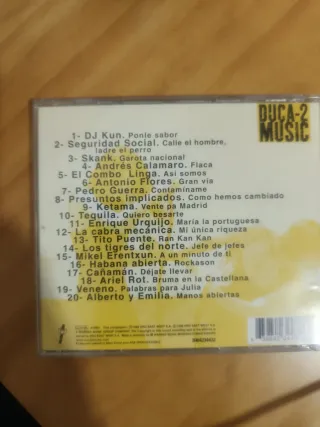 DUCA-2
MUSIC
1- DJ Kun. Ponle sabor
2- Seguridad Social. Calle el hombre,
ladre el perro
3- Skank. Garota nacional
4- Andrés Calamaro. Flaca
5- El Combo Linga. Así somos
6- Antonio Flores. Gran vía
7- Pedro Guerra. Contamíname
8- Presuntos implicados. Como hemos cambiado
9- Ketama. Vente pa Madrid
10- Tequila. Quiero besarte
11- Enrique Urquijo. María la portuguesa
12- La cabra mecánica. Mi única riqueza
13- Tito Puente. Ran Kan Kan
14- Los tigres del norte. Jefe de jefes
15- Mikel Erentxun. A un minuto de ti
16- Habana abierta. Rockason
17- Cañamán. Déjate llevar
18- Ariel Rot. Bruma en la Castellana
19- Veneno. Palabras para Julia
20- Alberto y Emilia. Manos abiertas